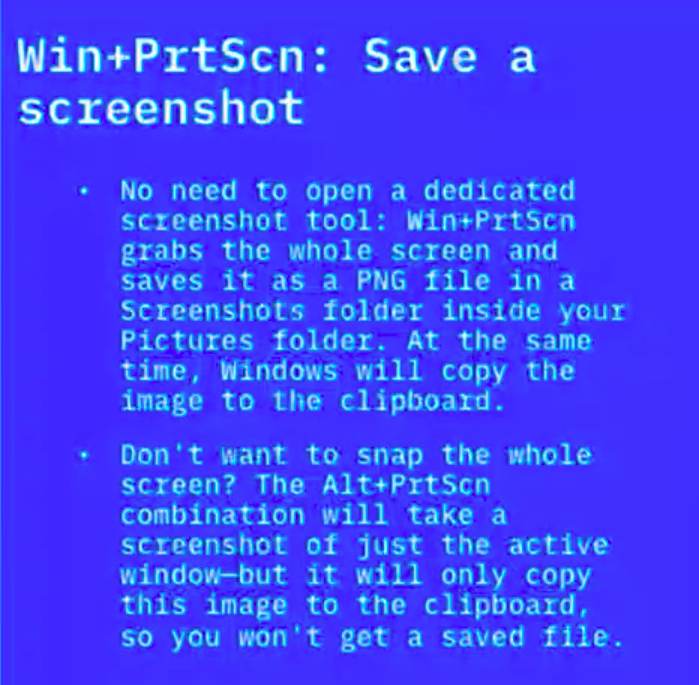 Win+PrtScn: Save a
screenshot
• No need to open a dedicated
screenshot tool: Win+PrtScn
grabs the whole screen and
saves it as a PNG file in a
Screenshots folder inside your
Pictures folder. At the same
time, Windows will copy the
image to the clipboard.
• Don't want to snap the whole
screen? The Alt+PrtScn
combination will take a
screenshot of just the active
window—but it will only copy
this image to the clipboard,
so you won't get a saved file.